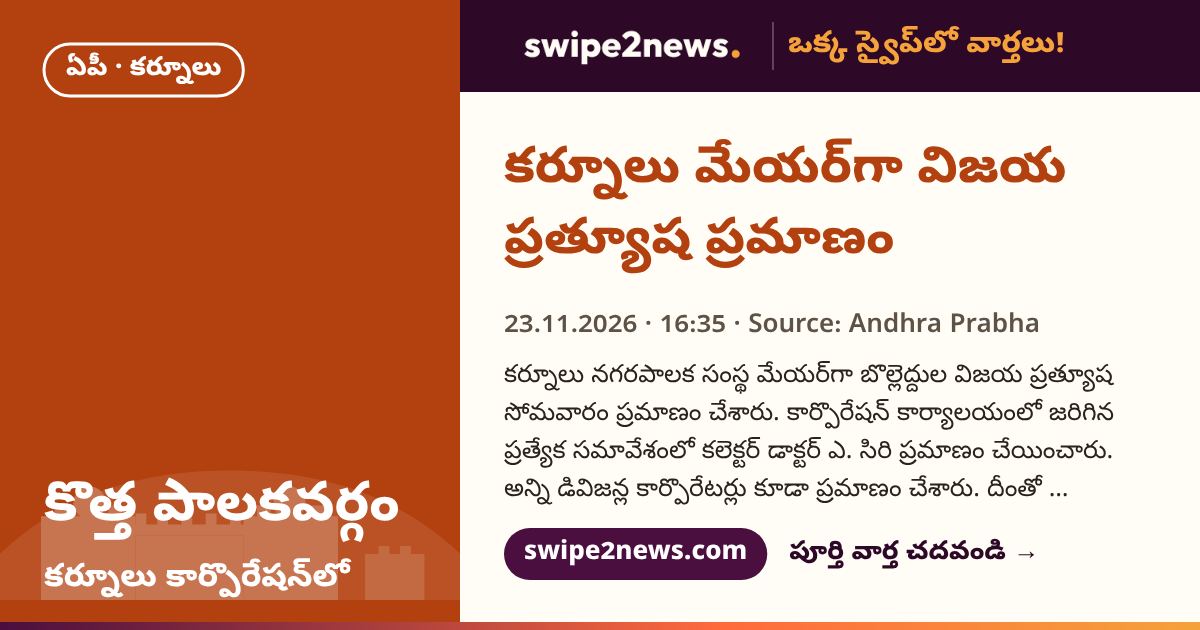 ఏపీ · కర్నూలు
కొత్త పాలకవర్గం
కర్నూలు కార్పొరేషన్‌లో
swipe2news.
ఒక్క స్వైప్‌లో వార్తలు!
కర్నూలు మేయర్‌గా విజయ
ప్రత్యూష ప్రమాణం
23.11.2026 · 16:35 · Source: Andhra Prabha
కర్నూలు నగరపాలక సంస్థ మేయర్‌గా బొల్లెద్దుల విజయ ప్రత్యూష
సోమవారం ప్రమాణం చేశారు. కార్పొరేషన్ కార్యాలయంలో జరిగిన
ప్రత్యేక సమావేశంలో కలెక్టర్ డాక్టర్ ఎ. సిరి ప్రమాణం చేయించారు.
అన్ని డివిజన్ల కార్పొరేటర్లు కూడా ప్రమాణం చేశారు. దీంతో ...
swipe2news.com
పూర్తి వార్త చదవండి →